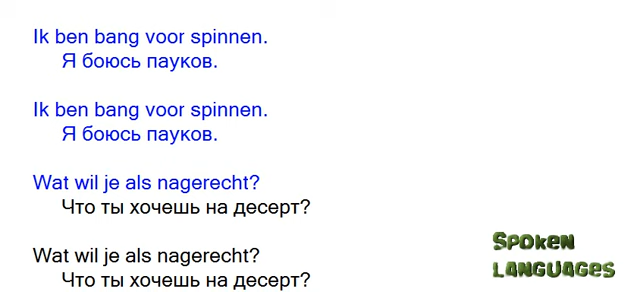 Ik ben bang voor spinnen.
Я боюсь пауков.
Ik ben bang voor spinnen.
Я боюсь пауков.
Wat wil je als nagerecht?
Что ты хочешь на десерт?
Wat wil je als nagerecht?
Что ты хочешь на десерт?
Spoken
Languages